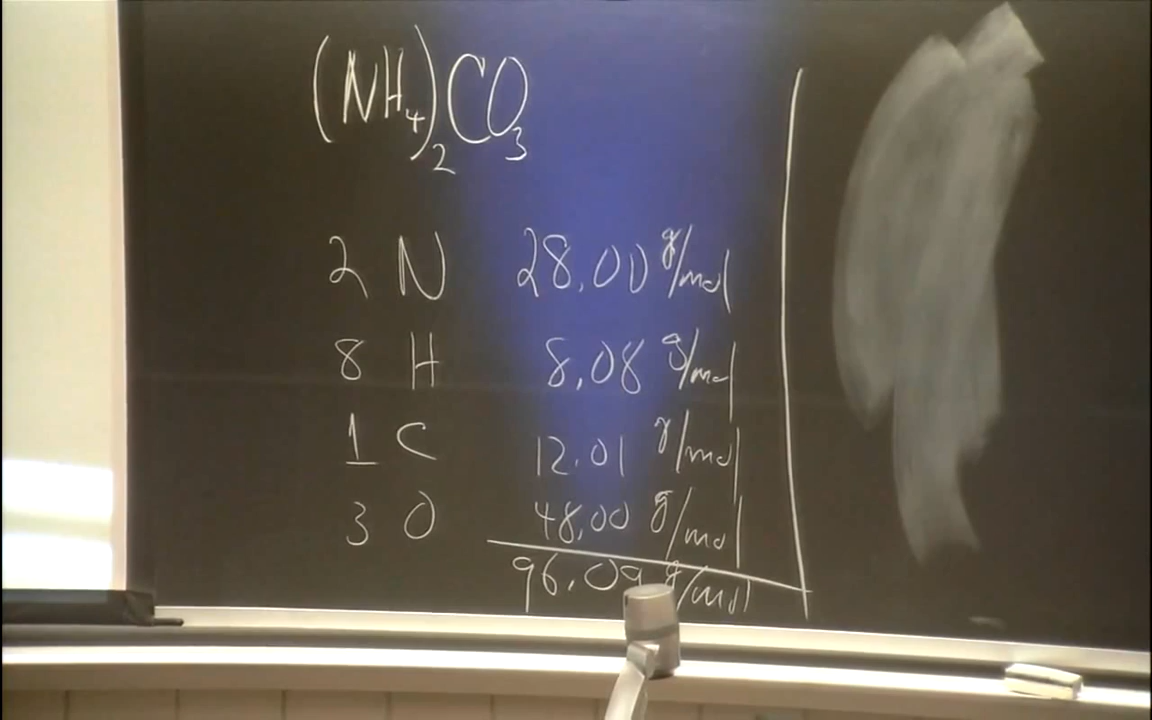 (NH₄)₂CO₃
2 N 28.00 g/mol
8 H 8.08 g/mol
1 C 12.01 g/mol
3 O 48.00 g/mol
96.09 g/mol